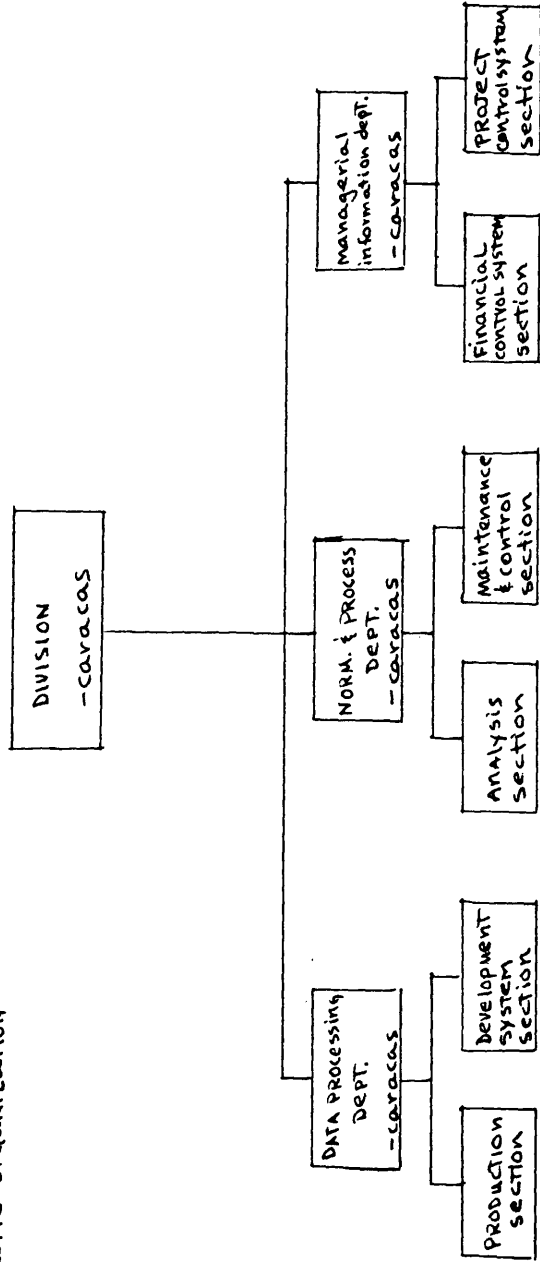 organization
DIVISION
-caracas
DATA PROCESSING
DEPT.
-caracas
NORM. & PROCESS
DEPT.
-caracas
managerial
information dept.
-caracas
PRODUCTION
section
Development
system
section
ANALYSIS
section
Maintenance
& control
section
Financial
control system
section
PROJECT
control system
section